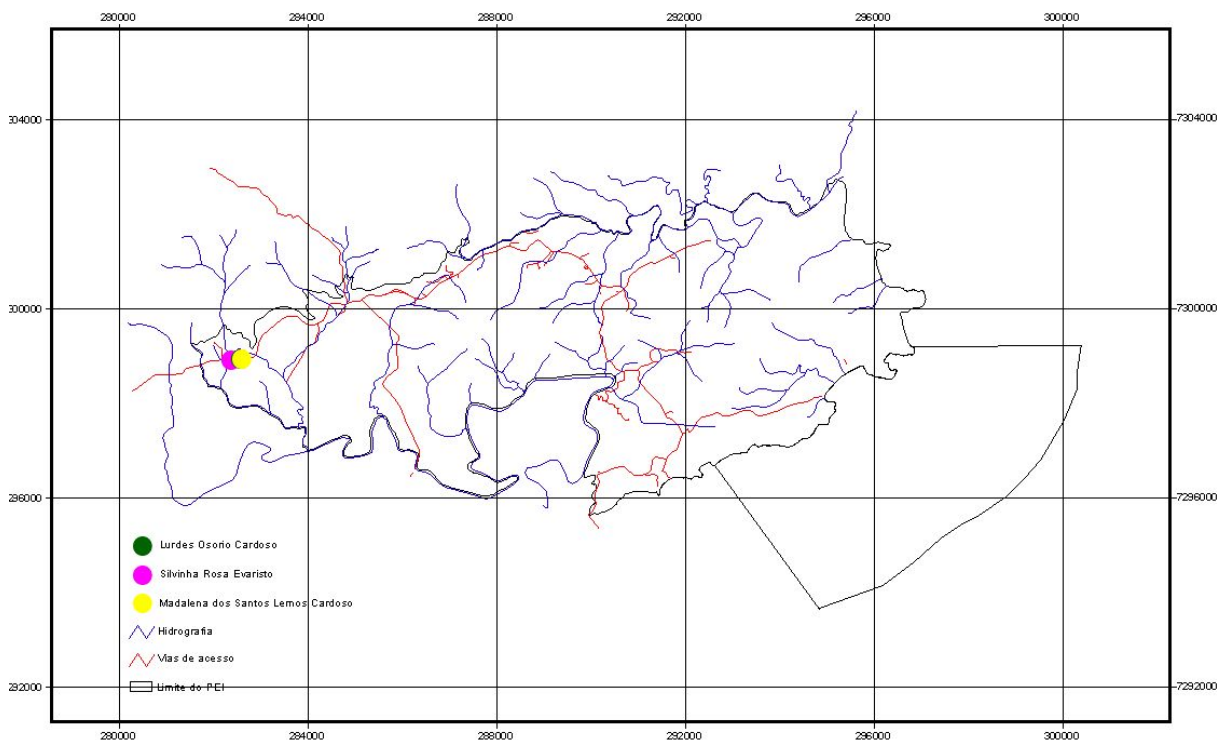 280000 284000 288000 292000 296000 300000
304000 7304000
300000 7300000
296000 7296000
Lurdes Osorio Cardoso
Silvinha Rosa Evaristo
Madalena dos Santos Lemos Cardoso
Hidrografia
Vias de acesso
292000 Limite do PEI 7292000
280000 284000 288000 292000 296000 300000